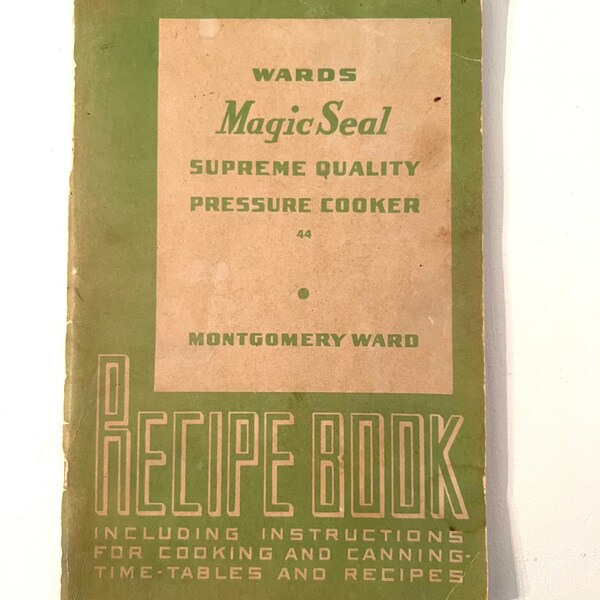 WARDS
Magic Seal
SUPREME QUALITY
PRESSURE COOKER
44
MONTGOMERY WARD
RECIPE BOOK
INCLUDING INSTRUCTIONS
FOR COOKING AND CANNING-
TIME-TABLES AND RECIPES